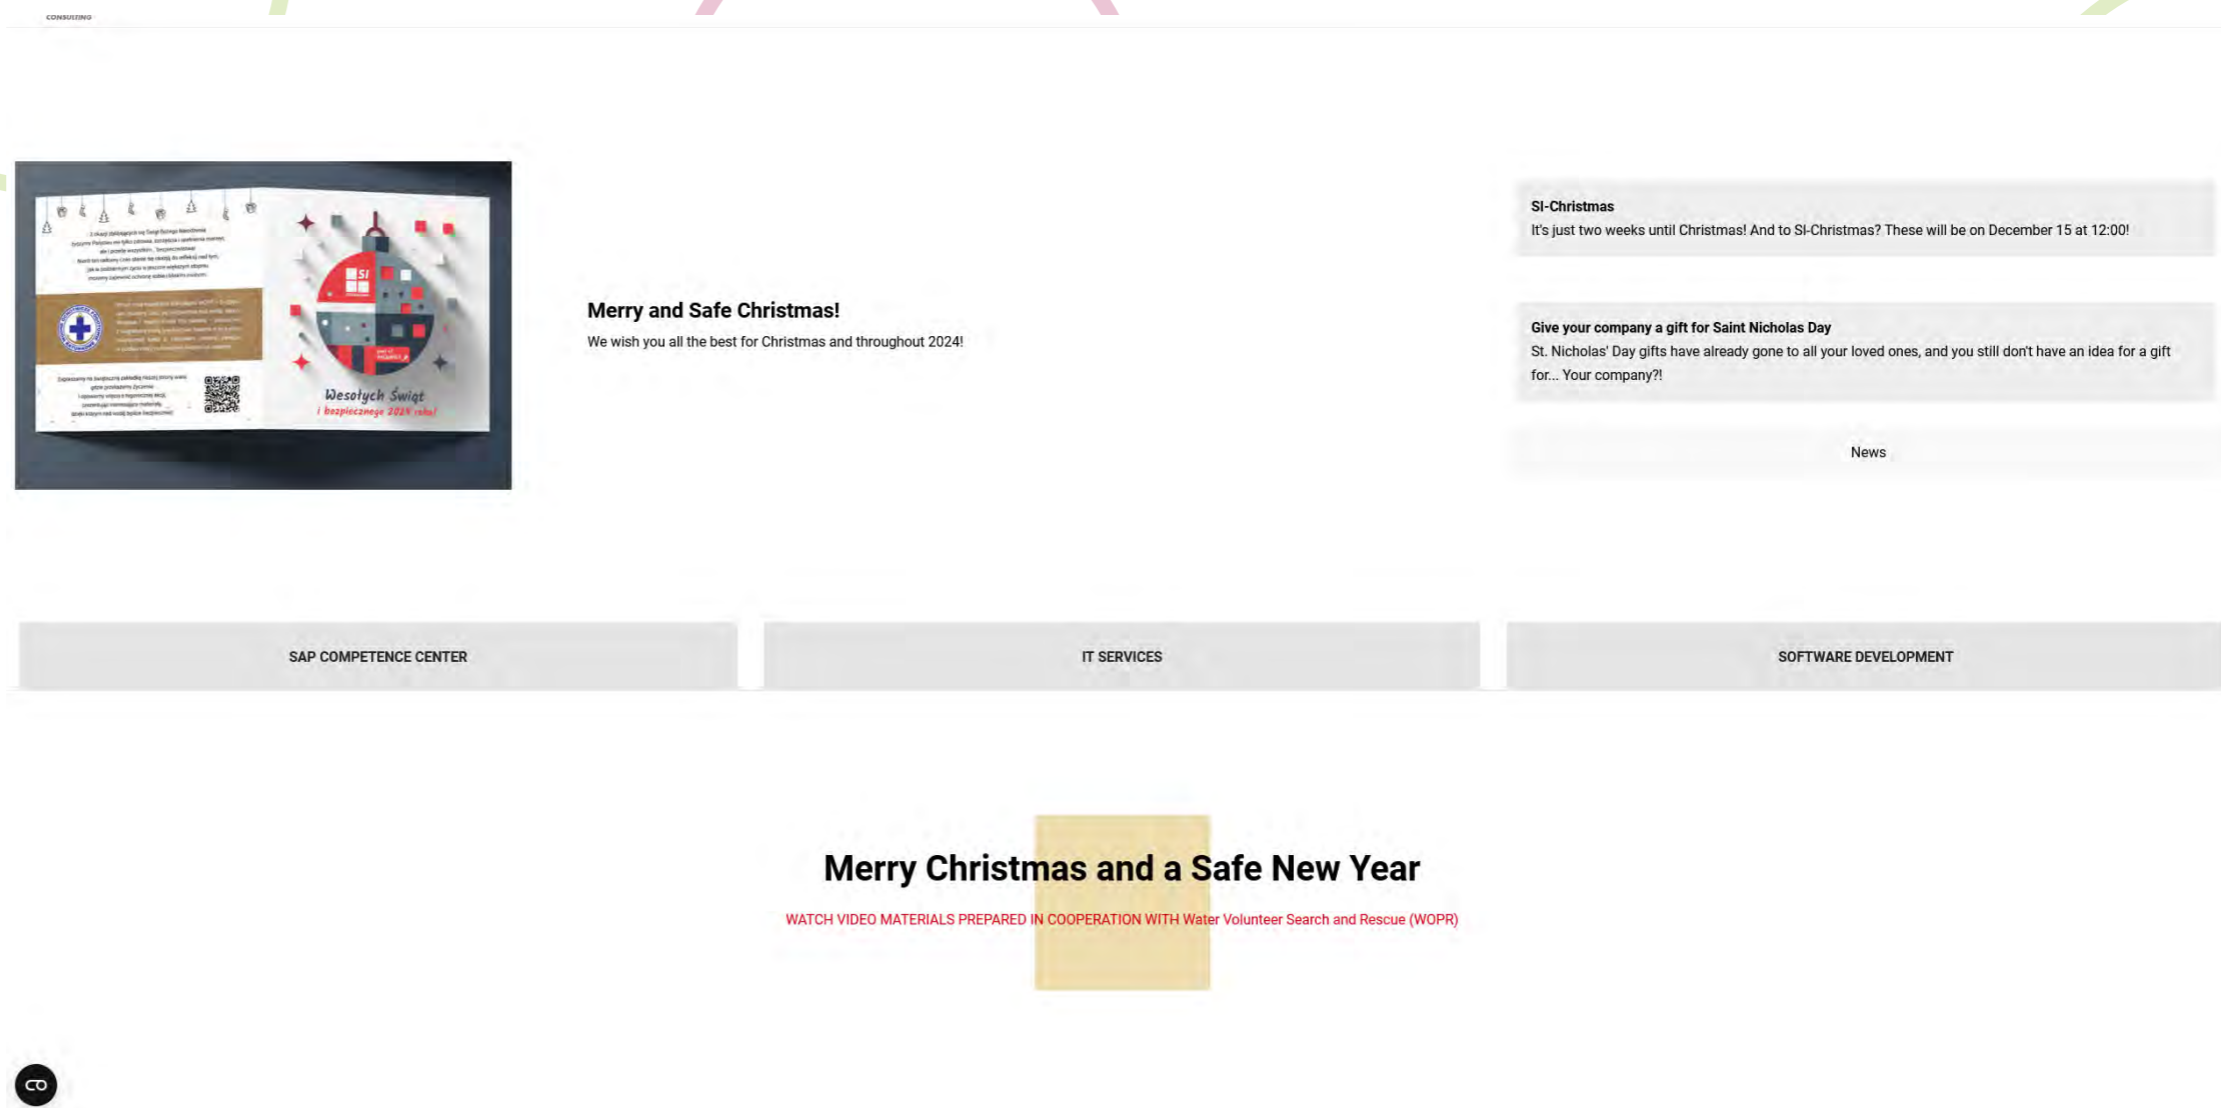 CONSULTING
SI
Wesołych Świąt
i bezpiecznego 2024 roku!
Merry and Safe Christmas!
We wish you all the best for Christmas and throughout 2024!
SI-Christmas
It's just two weeks until Christmas! And to SI-Christmas? These will be on December 15 at 12:00!
Give your company a gift for Saint Nicholas Day
St. Nicholas' Day gifts have already gone to all your loved ones, and you still don't have an idea for a gift
for... Your company?!
News
SAP COMPETENCE CENTER
IT SERVICES
SOFTWARE DEVELOPMENT
Merry Christmas and a Safe New Year
WATCH VIDEO MATERIALS PREPARED IN COOPERATION WITH Water Volunteer Search and Rescue (WOPR)